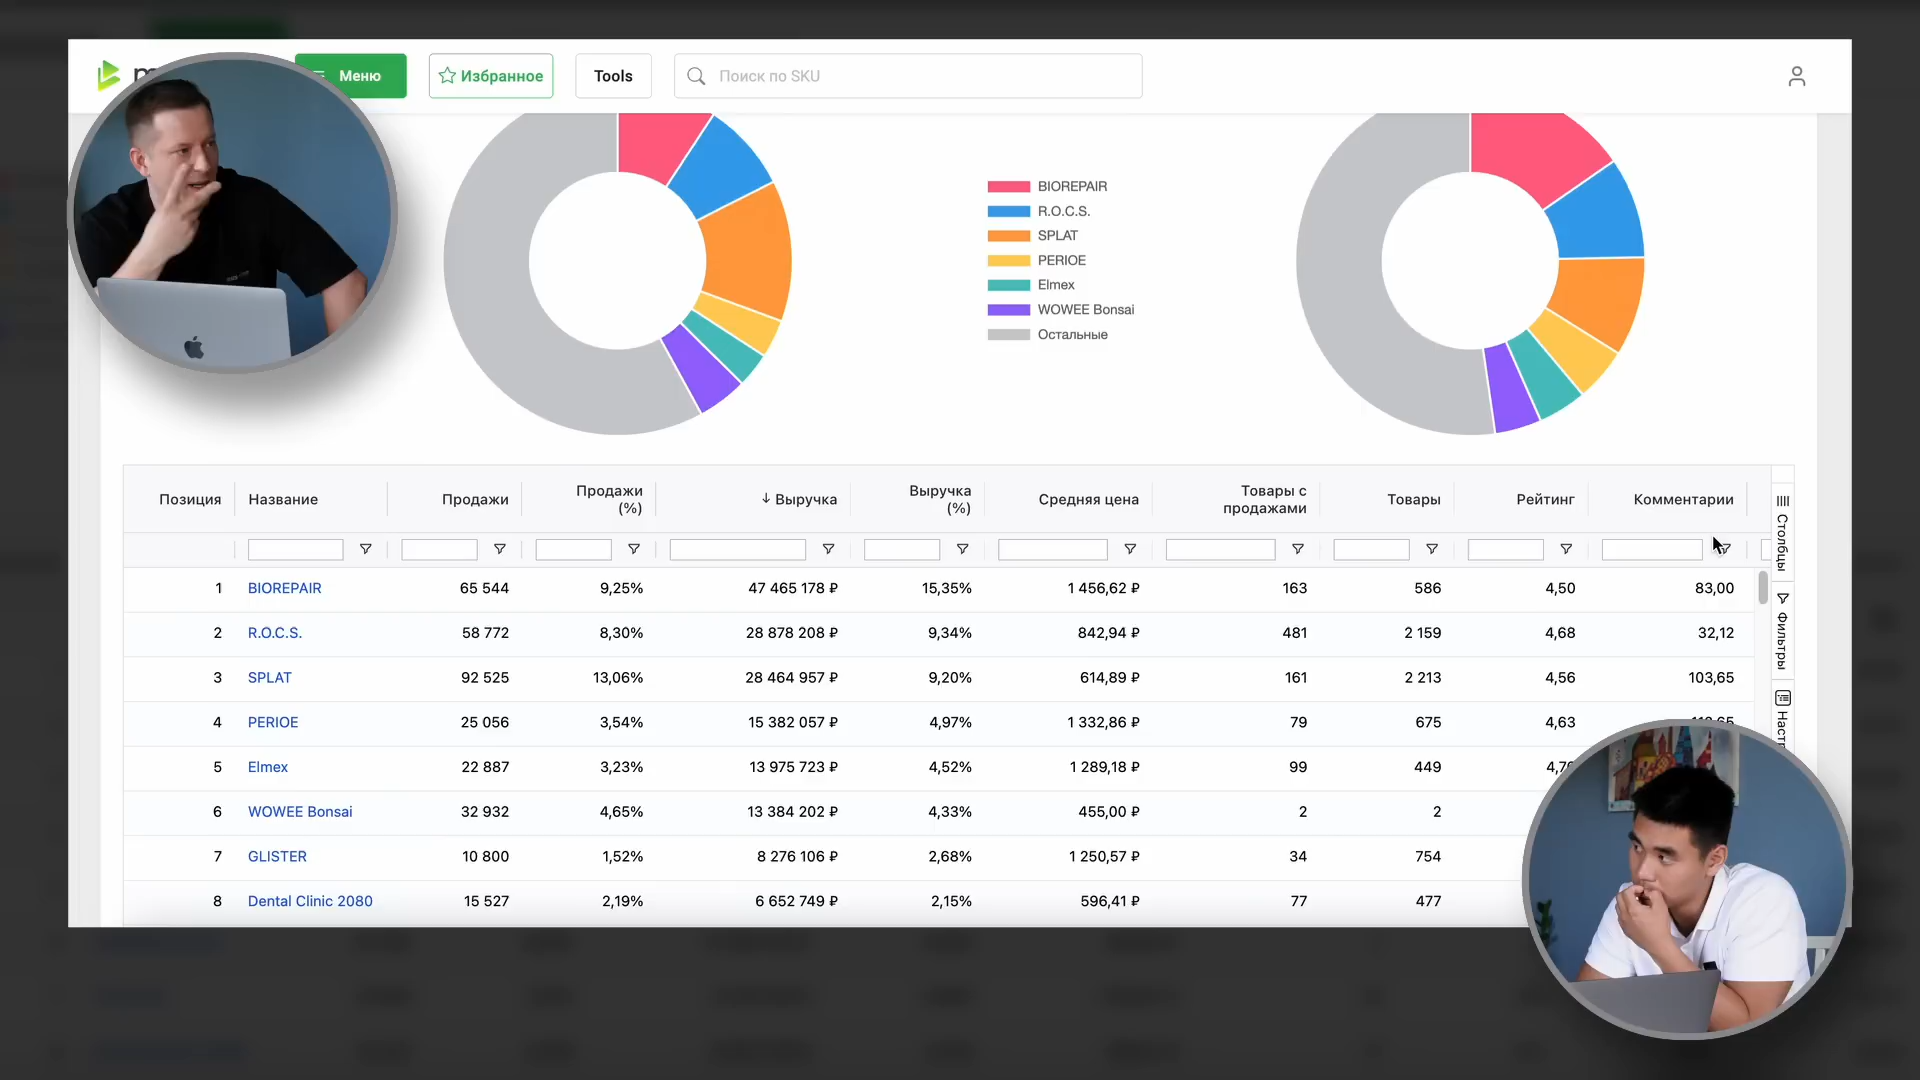 Меню
Избранное
Tools
Поиск по SKU
BIOREPAIR
R.O.C.S.
SPLAT
PERIOE
Elmex
WOWEE Bonsai
Остальные
Позиция Название Продажи Продажи (%) ↓ Выручка Выручка (%) Средняя цена Товары с продажами Товары Рейтинг Комментарии
1 BIOREPAIR 65 544 9,25% 47 465 178 ₽ 15,35% 1 456,62 ₽ 163 586 4,50 83,00
2 R.O.C.S. 58 772 8,30% 28 878 208 ₽ 9,34% 842,94 ₽ 481 2 159 4,68 32,12
3 SPLAT 92 525 13,06% 28 464 957 ₽ 9,20% 614,89 ₽ 161 2 213 4,56 103,65
4 PERIOE 25 056 3,54% 15 382 057 ₽ 4,97% 1 332,86 ₽ 79 675 4,63
5 Elmex 22 887 3,23% 13 975 723 ₽ 4,52% 1 289,18 ₽ 99 449
6 WOWEE Bonsai 32 932 4,65% 13 384 202 ₽ 4,33% 455,00 ₽ 2 2
7 GLISTER 10 800 1,52% 8 276 106 ₽ 2,68% 1 250,57 ₽ 34 754
8 Dental Clinic 2080 15 527 2,19% 6 652 749 ₽ 2,15% 596,41 ₽ 77 477
Столбцы
Фильтры